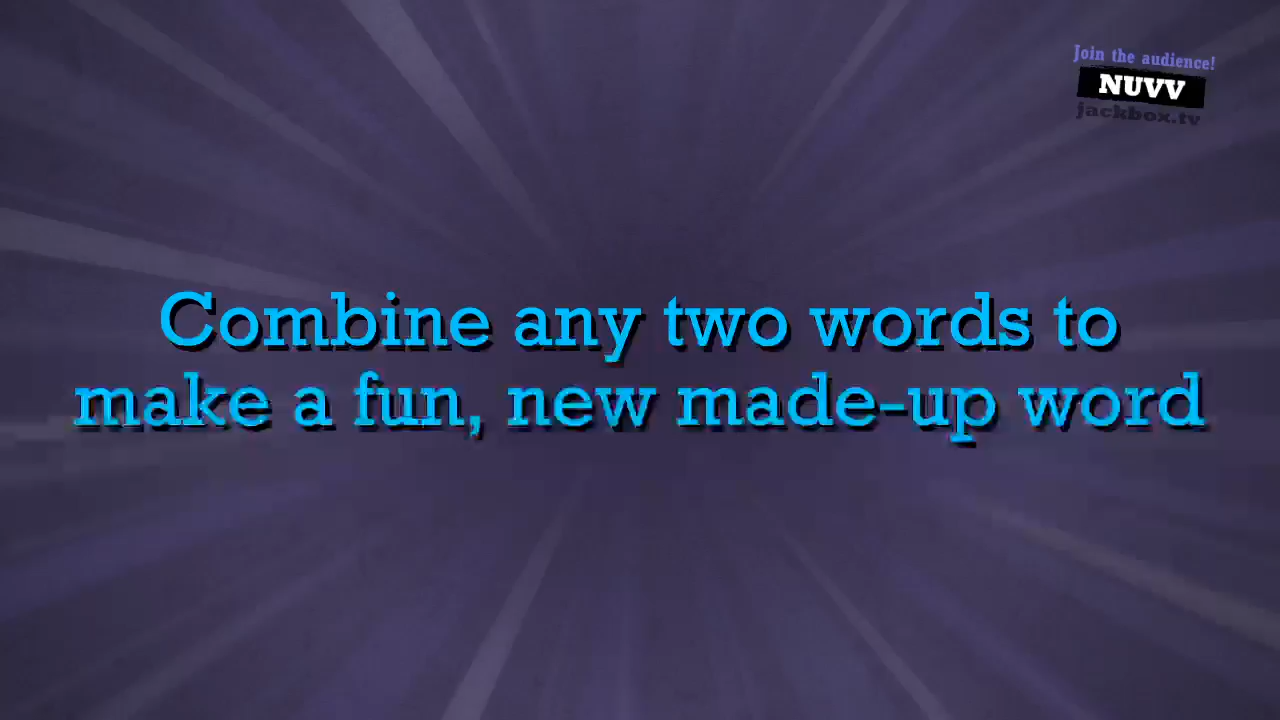 Join the audience!
NUVV
jackbox.tv
Combine any two words to
make a fun, new made-up word